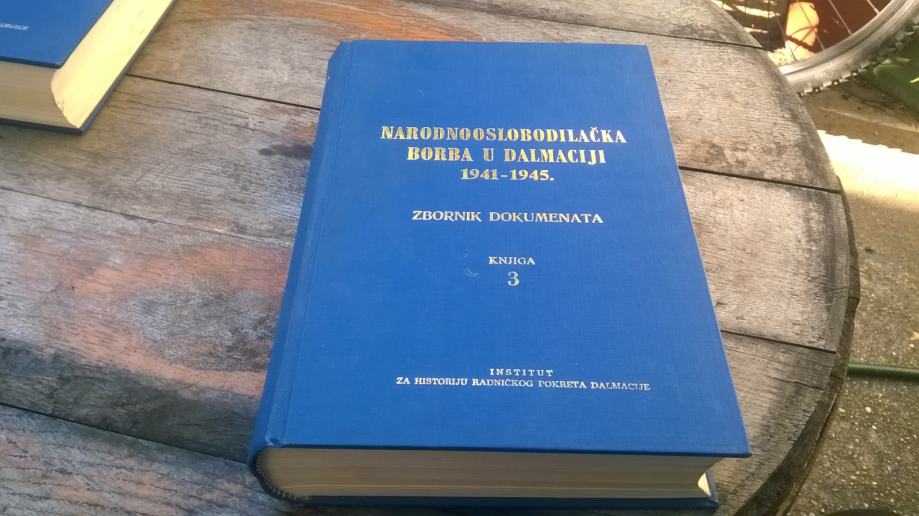 NARODNOOSLOBODILAČKA
BORBA U DALMACIJI
1941-1945.
ZBORNIK DOKUMENATA
KNJIGA
3
INSTITUT
ZA HISTORIJU RADNIČKOG POKRETA DALMACIJE